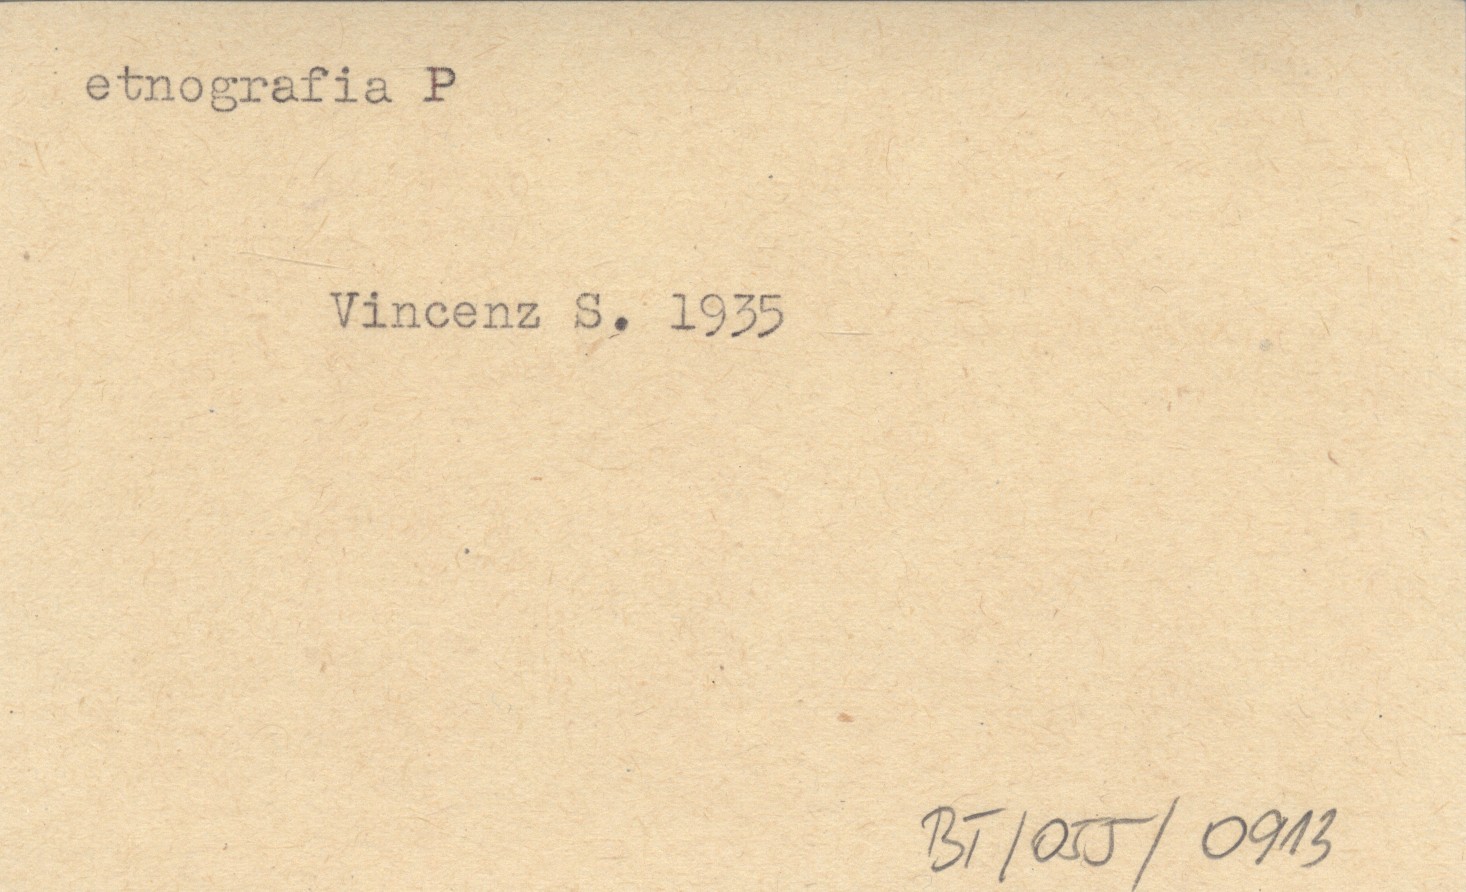 etnografia P
Vincenz S. 1935
BT/055/0913